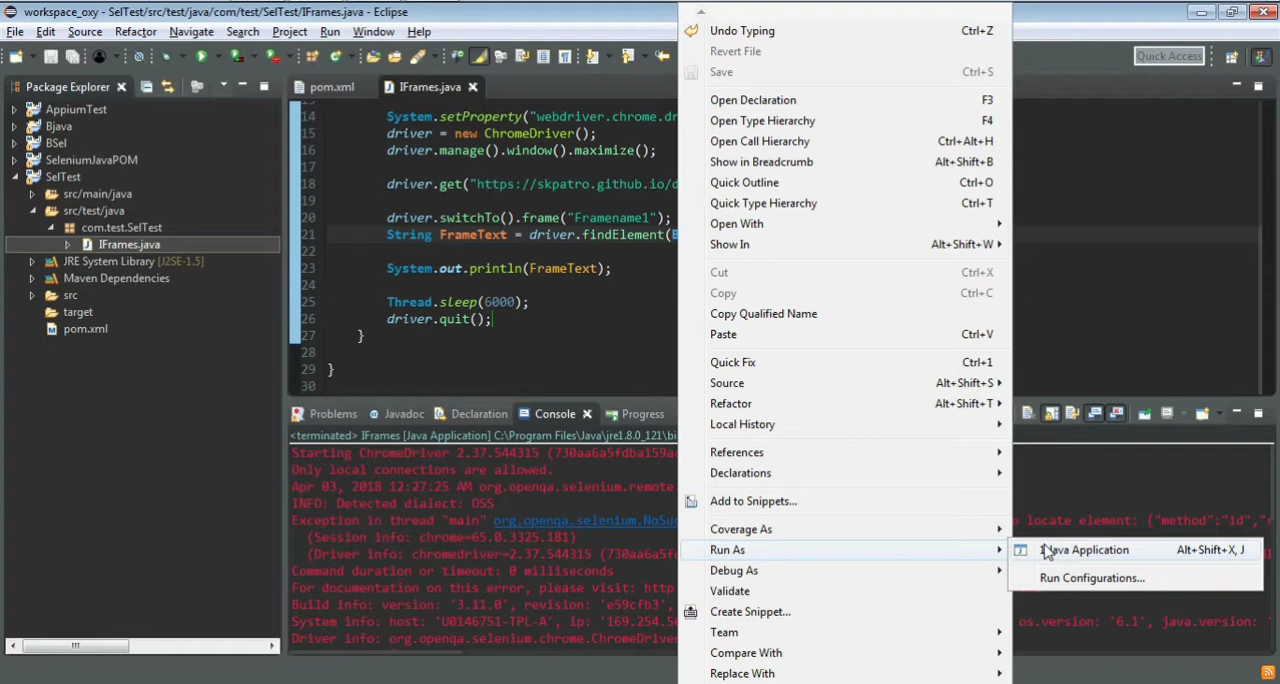 workspace_oxy - SelTest/src/test/java/com/test/SelTest/IFrames.java - Eclipse
File Edit Source Refactor Navigate Search Project Run Window Help
Quick Access
Package Explorer
AppiumTest
Bjava
BSel
SeleniumJavaPOM
SelTest
src/main/java
src/test/java
com.test.SelTest
IFrames.java
JRE System Library [J2SE-1.5]
Maven Dependencies
src
target
pom.xml
pom.xml IFrames.java
14 System.setProperty("webdriver.chrome.dr
15 driver = new ChromeDriver();
16 driver.manage().window().maximize();
17
18 driver.get("https://skpatro.github.io/d
19
20 driver.switchTo().frame("Framename1");
21 String FrameText = driver.findElement(B
22
23 System.out.println(FrameText);
24
25 Thread.sleep(6000);
26 driver.quit();
27 }
28
29 }
30
Problems Javadoc Declaration Console Progress
<terminated> IFrames [Java Application] C:\Program Files\Java\jre1.8.0_121\bi
Starting ChromeDriver 2.37.544315 (730aa6a5fdba159ac
Only local connections are allowed.
Apr 03, 2018 12:27:25 AM org.openqa.selenium.remote
INFO: Detected dialect: OSS
Exception in thread "main" org.openqa.selenium.NoSuc o locate element: {"method":"id","s
(Session info: chrome=65.0.3325.181)
(Driver info: chromedriver=2.37.544315 (730aa6a5fd
Command duration or timeout: 0 milliseconds
For documentation on this error, please visit: http
Build info: version: '3.11.0', revision: 'e59cfb3',
System info: host: 'U0146751-TPL-A', ip: '169.254.5 os.version: '6.1', java.version: '
Driver info: org.openqa.selenium.chrome.ChromeDriver
Undo Typing Ctrl+Z
Revert File
Save Ctrl+S
Open Declaration F3
Open Type Hierarchy F4
Open Call Hierarchy Ctrl+Alt+H
Show in Breadcrumb Alt+Shift+B
Quick Outline Ctrl+O
Quick Type Hierarchy Ctrl+T
Open With
Show In Alt+Shift+W
Cut Ctrl+X
Copy Ctrl+C
Copy Qualified Name
Paste Ctrl+V
Quick Fix Ctrl+1
Source Alt+Shift+S
Refactor Alt+Shift+T
Local History
References
Declarations
Add to Snippets...
Coverage As
Run As
Debug As
Validate
Create Snippet...
Team
Compare With
Replace With
1 Java Application Alt+Shift+X, J
Run Configurations...